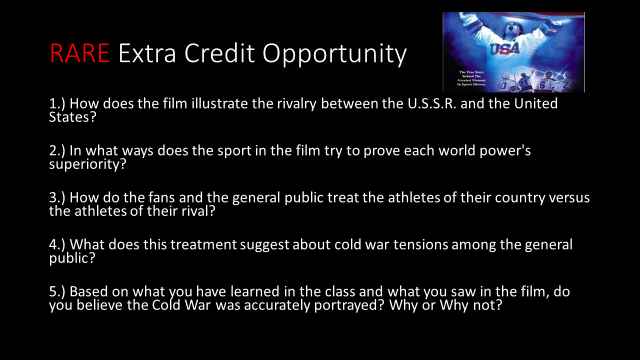 RARE Extra Credit Opportunity
USA
The True Story
Behind The
Greatest Moment
In Sports History.
1.) How does the film illustrate the rivalry between the U.S.S.R. and the United
States?
2.) In what ways does the sport in the film try to prove each world power's
superiority?
3.) How do the fans and the general public treat the athletes of their country versus
the athletes of their rival?
4.) What does this treatment suggest about cold war tensions among the general
public?
5.) Based on what you have learned in the class and what you saw in the film, do
you believe the Cold War was accurately portrayed? Why or Why not?